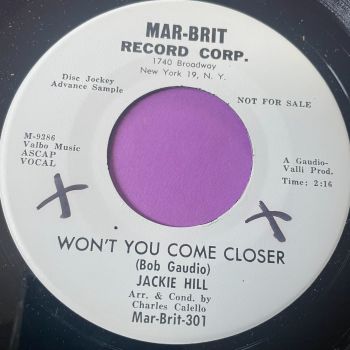 MAR-BRIT
RECORD CORP.
1740 Broadway
New York 19, N. Y.
Disc Jockey
Advance Sample
NOT FOR SALE
M-9386
Valbo Music
ASCAP
VOCAL
A Gaudio-
Valli Prod.
Time: 2:16
X
X
WON'T YOU COME CLOSER
(Bob Gaudio)
JACKIE HILL
Arr. & Cond. by
Charles Calello
Mar-Brit-301